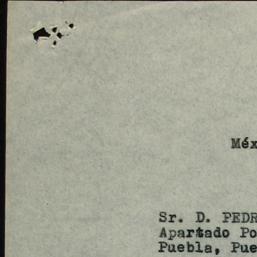 Méx
Sr. D. PEDR
Apartado Po
Puebla, Pue